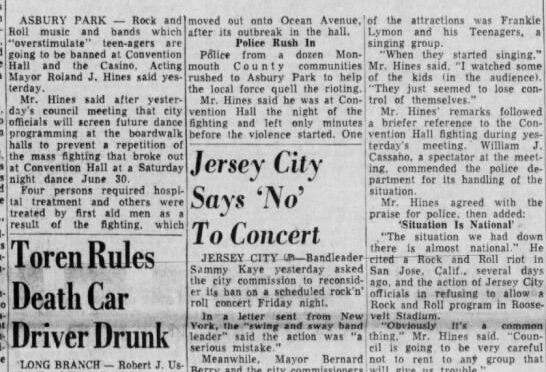 ASBURY PARK — Rock and
Roll music and bands which
"overstimulate" teen-agers are
going to be banned at Convention
Hall and the Casino, Acting
Mayor Roland J. Hines said yes-
terday.
Mr. Hines said after yester-
day's council meeting that city
officials will screen future dance
programming at the boardwalk
halls to prevent a repetition of
the mass fighting that broke out
at Convention Hall at a Saturday
night dance June 30.
Four persons required hospi-
tal treatment and others were
treated by first aid men as a
result of the fighting, which
moved out onto Ocean Avenue,
after its outbreak in the hall.
Police Rush In
Police from a dozen Mon-
mouth County communities
rushed to Asbury Park to help
the local force quell the rioting.
Mr. Hines said he was at Con-
vention Hall the night of the
fighting and left only minutes
before the violence started. One
of the attractions was Frankie
Lymon and his Teenagers, a
singing group.
"When they started singing,"
Mr. Hines said. "I watched some
of the kids (in the audience).
"They just seemed to lose con-
trol of themselves."
Mr. Hines' remarks followed
a briefer reference to the Con-
vention Hall fighting during yes-
terday's meeting. William J.
Cassaho, a spectator at the meet-
ing, commended the police de-
partment for its handling of the
situation.
Mr. Hines agreed with the
praise for police, then added:
'Situation Is National'
"The situation we had down
there is almost national." He
cited a Rock and Roll riot in
San Jose, Calif., several days
ago, and the action of Jersey City
officials in refusing to allow a
Rock and Roll program in Roose-
velt Stadium.
"Obviously it's a common
thing," Mr. Hines said. "Coun-
cil is going to be very careful
not to rent to any group that
will give us trouble."
Toren Rules
Death Car
Driver Drunk
LONG BRANCH — Robert J. Us-
Jersey City
Says 'No'
To Concert
JERSEY CITY (AP)—Bandleader
Sammy Kaye yesterday asked
the city commission to reconsid-
er its ban on a scheduled rock'n'
roll concert Friday night.
In a letter sent from New
York, the "swing and sway band
leader" said the action was "a
serious mistake."
Meanwhile, Mayor Bernard
Berry and the city commissioners